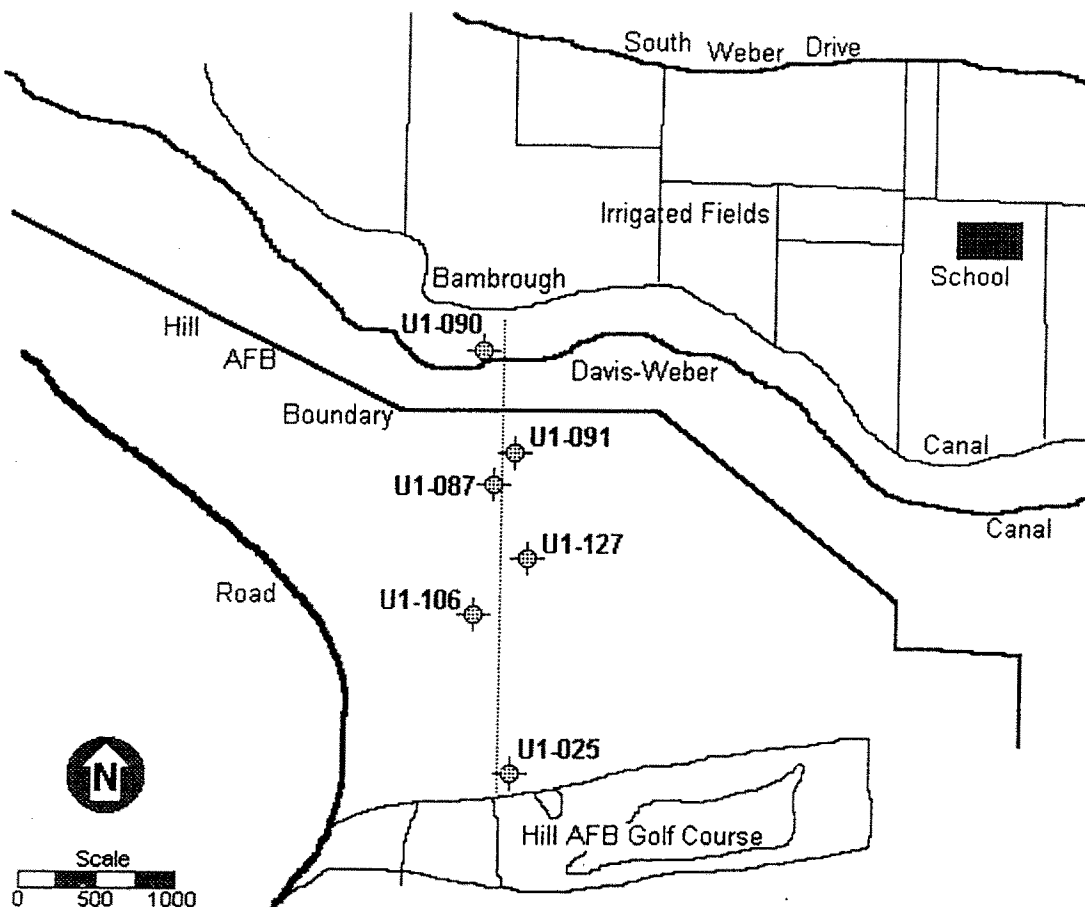 South Weber Drive
Irrigated Fields
School
Bambrough
Hill
U1-090
AFB
Davis-Weber
Boundary
U1-091
Canal
U1-087
Canal
U1-127
Road
U1-106
U1-025
N
Hill AFB Golf Course
Scale
0 500 1000